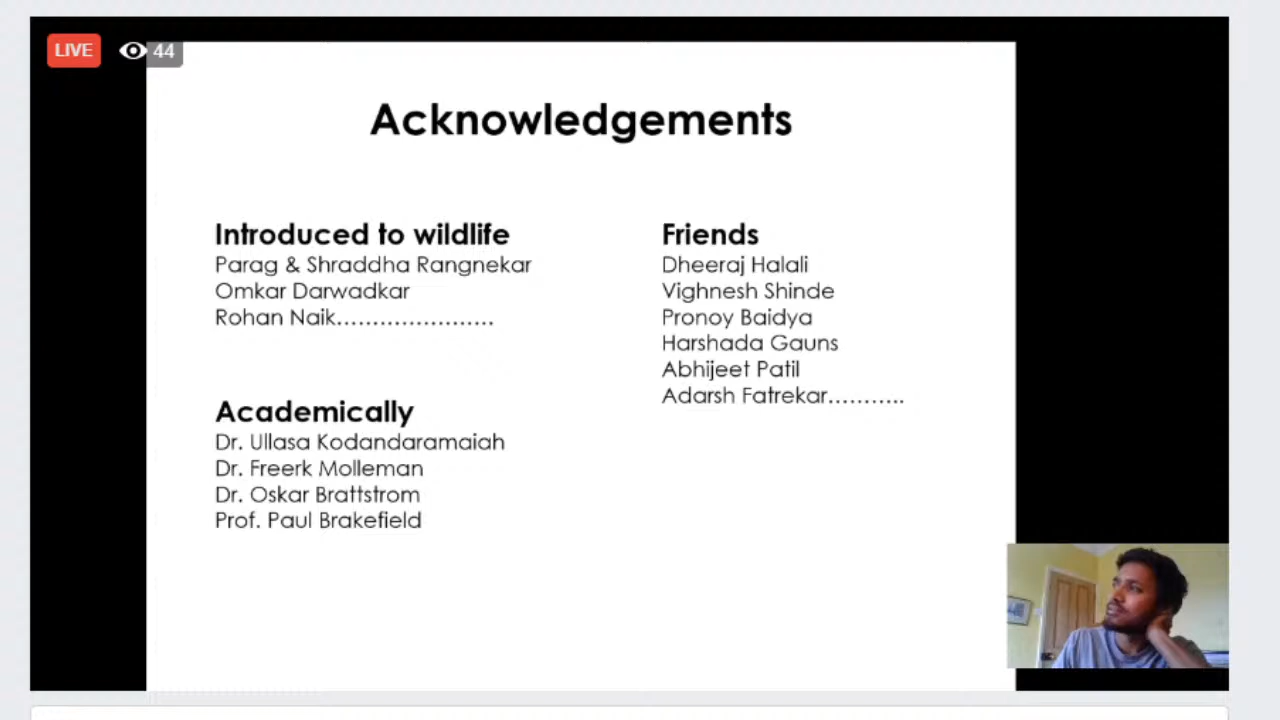 LIVE 44
Acknowledgements
Introduced to wildlife
Parag & Shraddha Rangnekar
Omkar Darwadkar
Rohan Naik......................
Academically
Dr. Ullasa Kodandaramaiah
Dr. Freerk Molleman
Dr. Oskar Brattstrom
Prof. Paul Brakefield
Friends
Dheeraj Halali
Vighnesh Shinde
Pronoy Baidya
Harshada Gauns
Abhijeet Patil
Adarsh Fatrekar...........